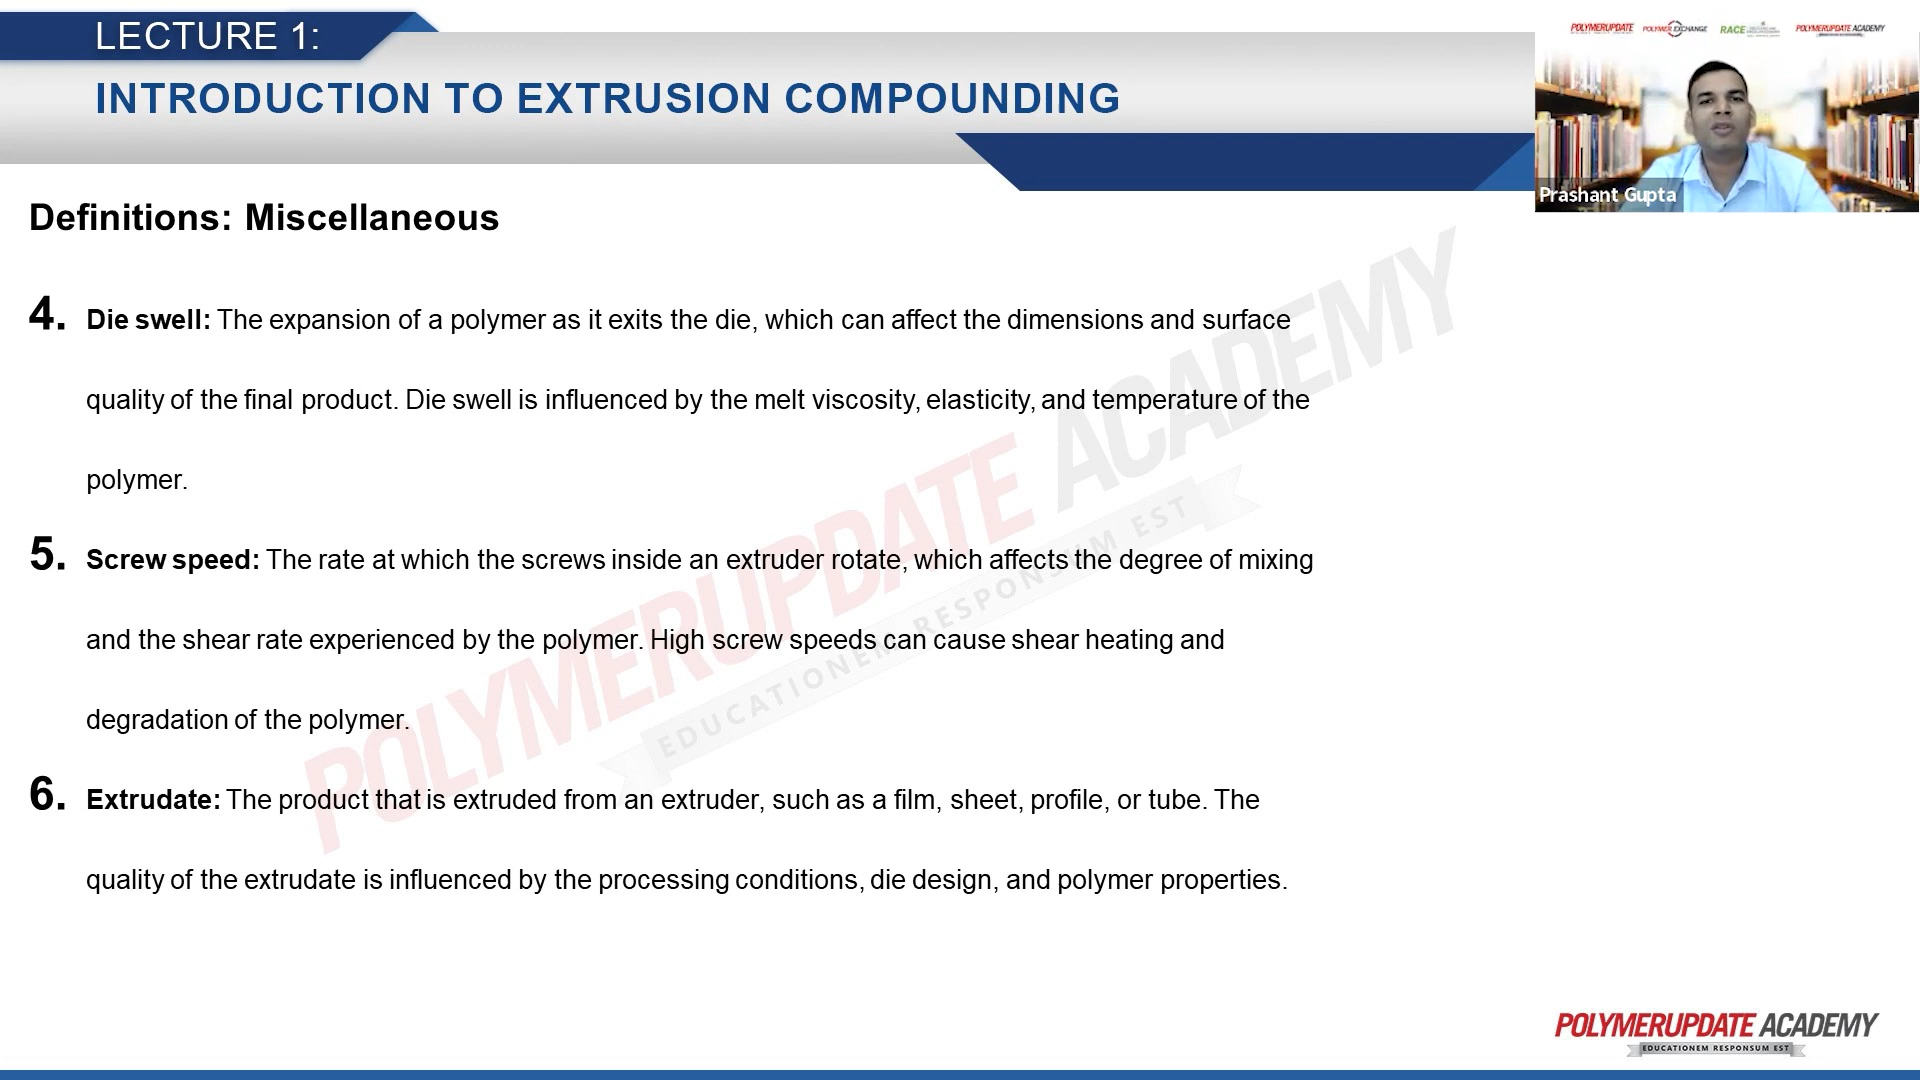 LECTURE 1:
INTRODUCTION TO EXTRUSION COMPOUNDING
POLYMERUPDATE
POLYMER EXCHANGE
RACE
POLYMERUPDATE ACADEMY
Prashant Gupta
Definitions: Miscellaneous
4. Die swell: The expansion of a polymer as it exits the die, which can affect the dimensions and surface
quality of the final product. Die swell is influenced by the melt viscosity, elasticity, and temperature of the
polymer.
5. Screw speed: The rate at which the screws inside an extruder rotate, which affects the degree of mixing
and the shear rate experienced by the polymer. High screw speeds can cause shear heating and
degradation of the polymer.
6. Extrudate: The product that is extruded from an extruder, such as a film, sheet, profile, or tube. The
quality of the extrudate is influenced by the processing conditions, die design, and polymer properties.
POLYMERUPDATE ACADEMY
EDUCATIONEM RESPONSUM EST
POLYMERUPDATE ACADEMY
EDUCATIONEM RESPONSUM EST